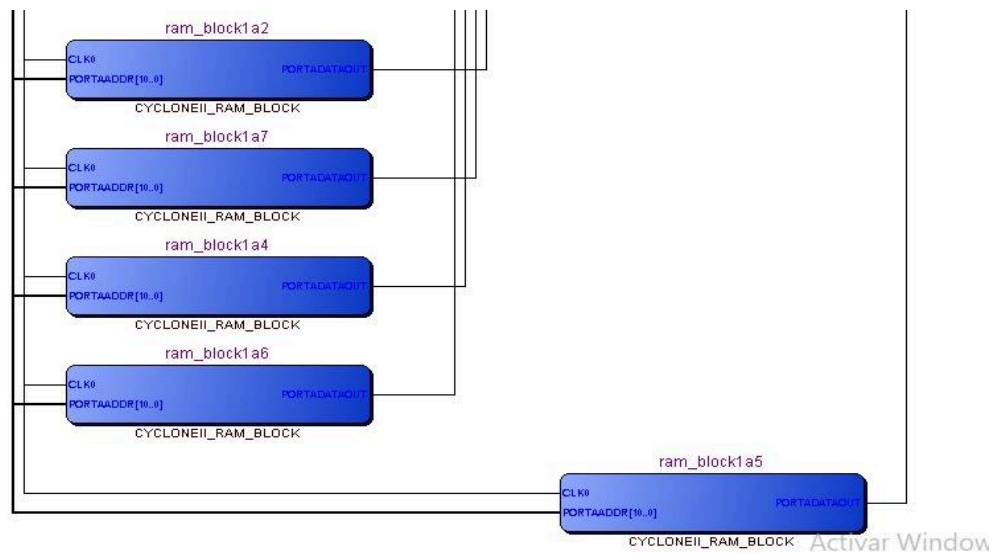 ram_block1a2
CLK0
PORTAADDR[10..0]
PORTADATAOUT
CYCLONEII_RAM_BLOCK
ram_block1a7
CLK0
PORTAADDR[10..0]
PORTADATAOUT
CYCLONEII_RAM_BLOCK
ram_block1a4
CLK0
PORTAADDR[10..0]
PORTADATAOUT
CYCLONEII_RAM_BLOCK
ram_block1a6
CLK0
PORTAADDR[10..0]
PORTADATAOUT
CYCLONEII_RAM_BLOCK
ram_block1a5
CLK0
PORTAADDR[10..0]
PORTADATAOUT
CYCLONEII_RAM_BLOCK
Activar Window